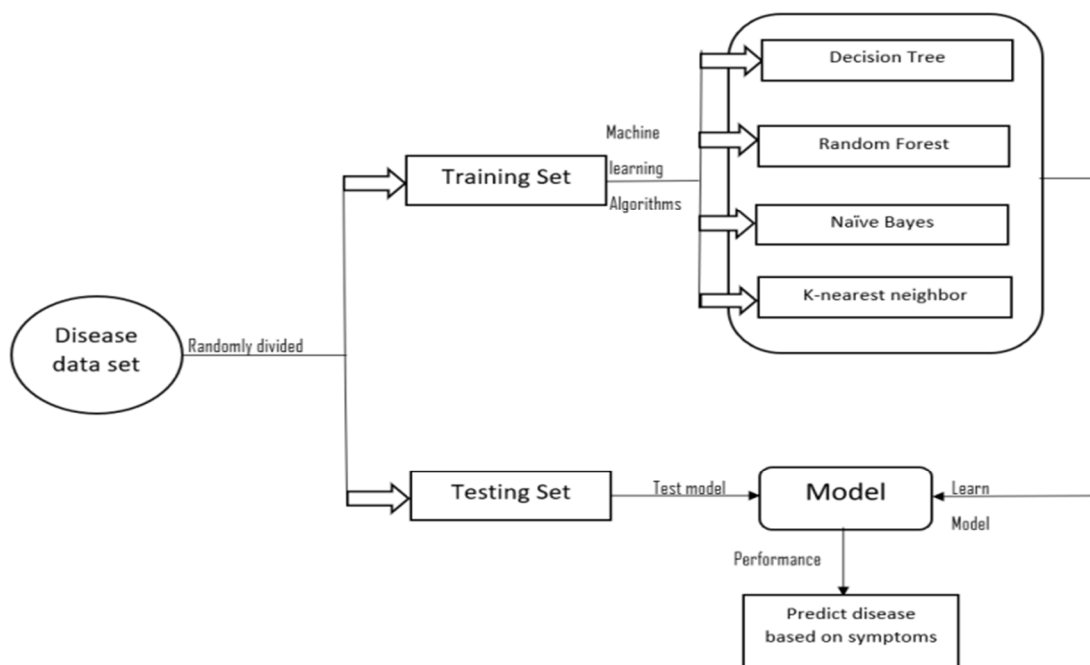 Disease
data set
Randomly divided
Training Set
Machine
learning
Algorithms
Decision Tree
Random Forest
Naïve Bayes
K-nearest neighbor
Testing Set
Test model
Model
Learn
Model
Performance
Predict disease
based on symptoms